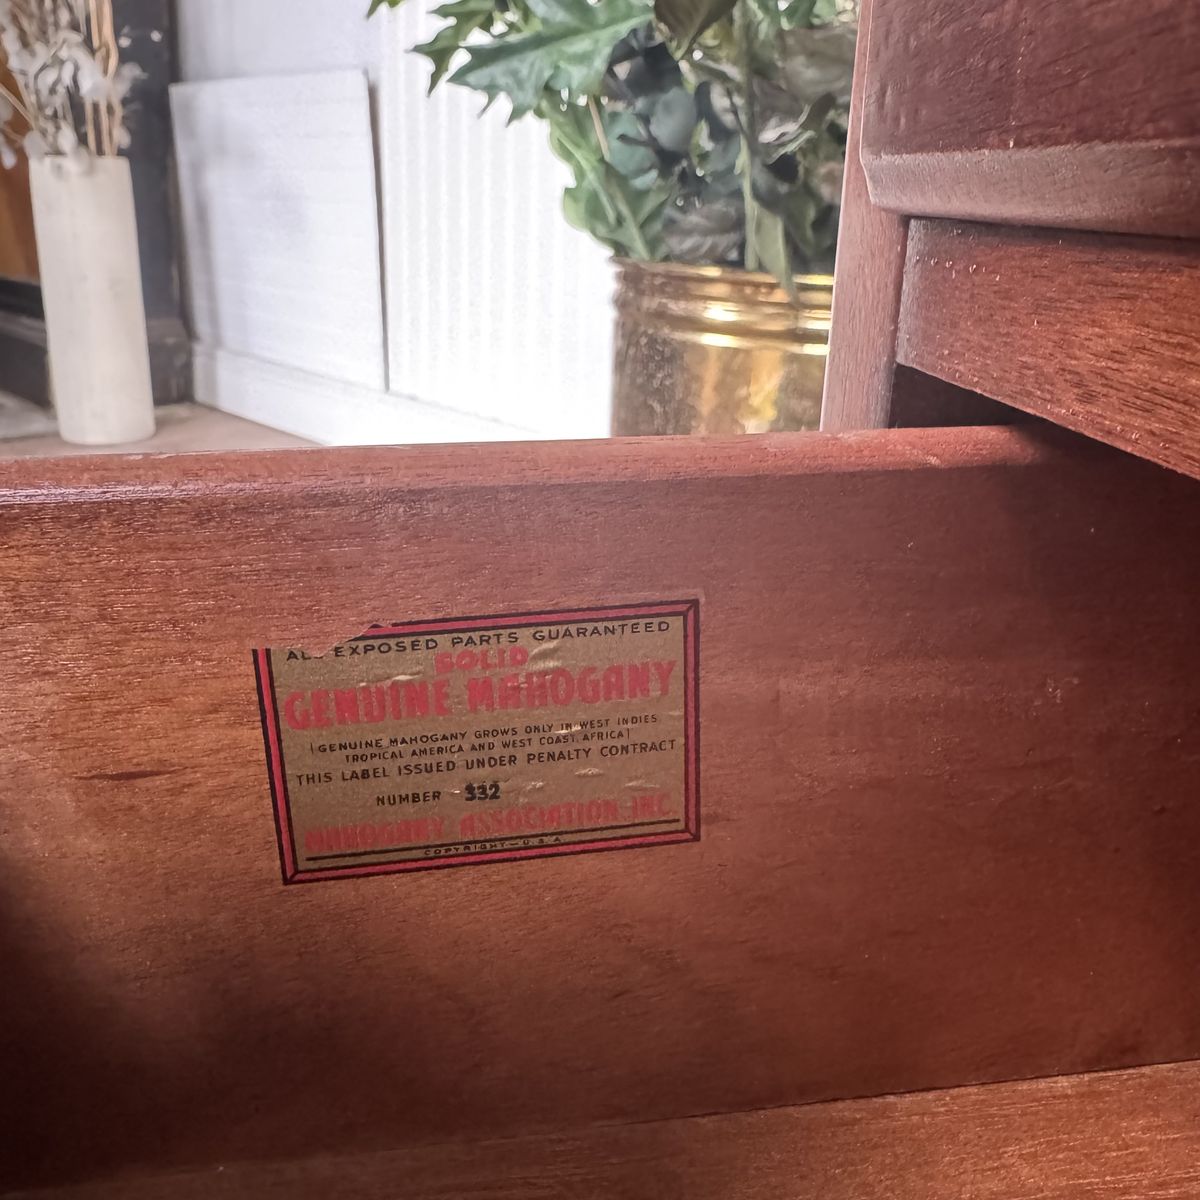 ALL EXPOSED PARTS GUARANTEED
SOLID
GENUINE MAHOGANY
(GENUINE MAHOGANY GROWS ONLY IN WEST INDIES
TROPICAL AMERICA AND WEST COAST AFRICA)
THIS LABEL ISSUED UNDER PENALTY CONTRACT
NUMBER 332
MAHOGANY ASSOCIATION INC.
COPYRIGHT—U.S.A.